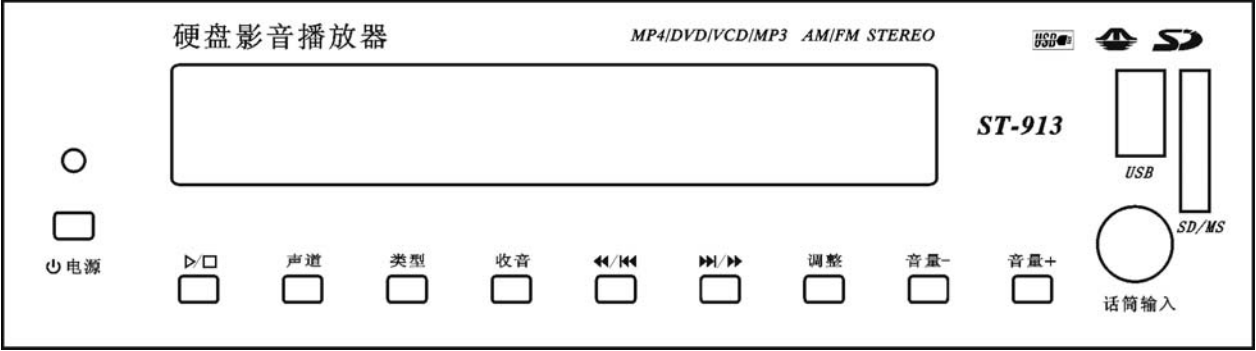 硬盘影音播放器
MP4/DVD/VCD/MP3 AM/FM STEREO
USB
SD
ST-913
USB
SD/MS
电源
声道
类型
收音
调整
音量-
音量+
话筒输入